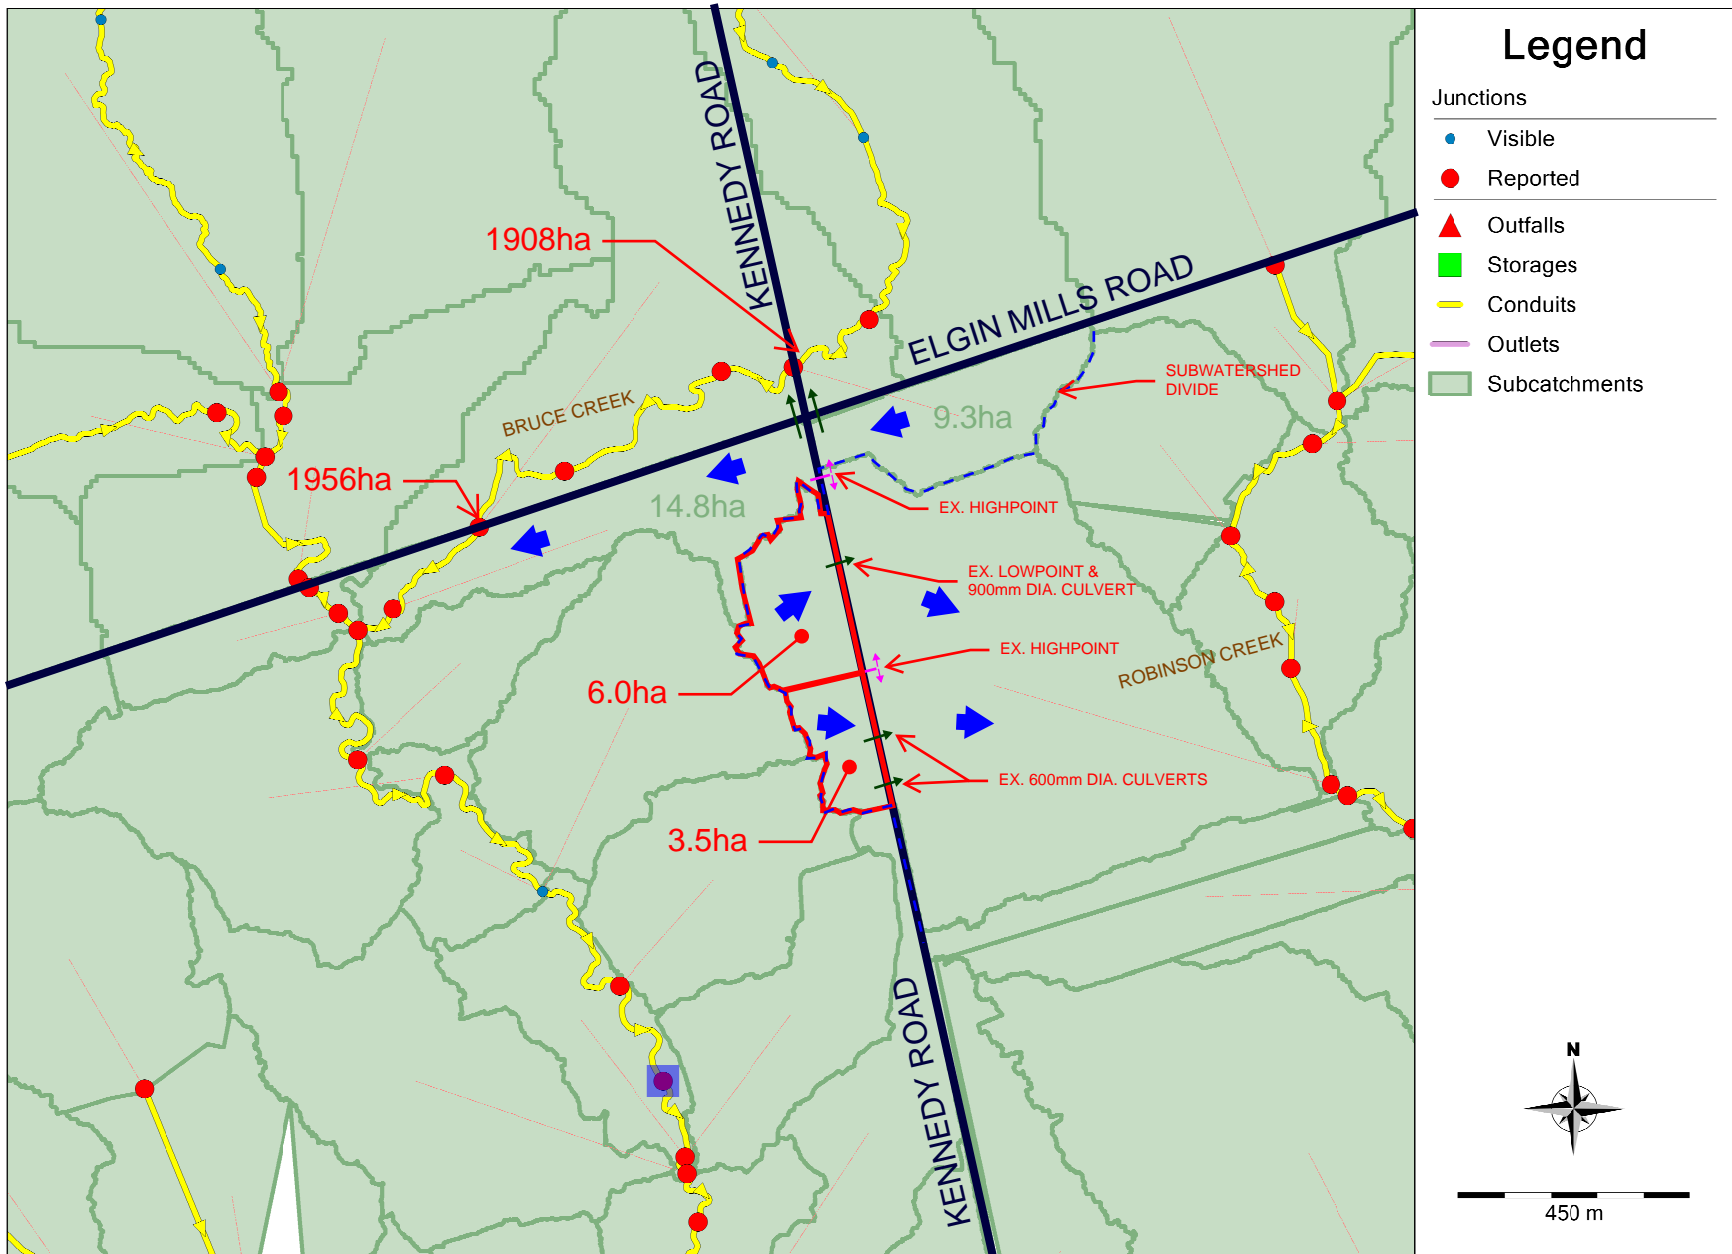 KENNEDY ROAD
1908ha
ELGIN MILLS ROAD
BRUCE CREEK
SUBWATERSHED
DIVIDE
9.3ha
1956ha
14.8ha
EX. HIGHPOINT
EX. LOWPOINT &
900mm DIA. CULVERT
EX. HIGHPOINT
ROBINSON CREEK
6.0ha
EX. 600mm DIA. CULVERTS
3.5ha
KENNEDY ROAD
Legend
Junctions
Visible
Reported
Outfalls
Storages
Conduits
Outlets
Subcatchments
N
450 m